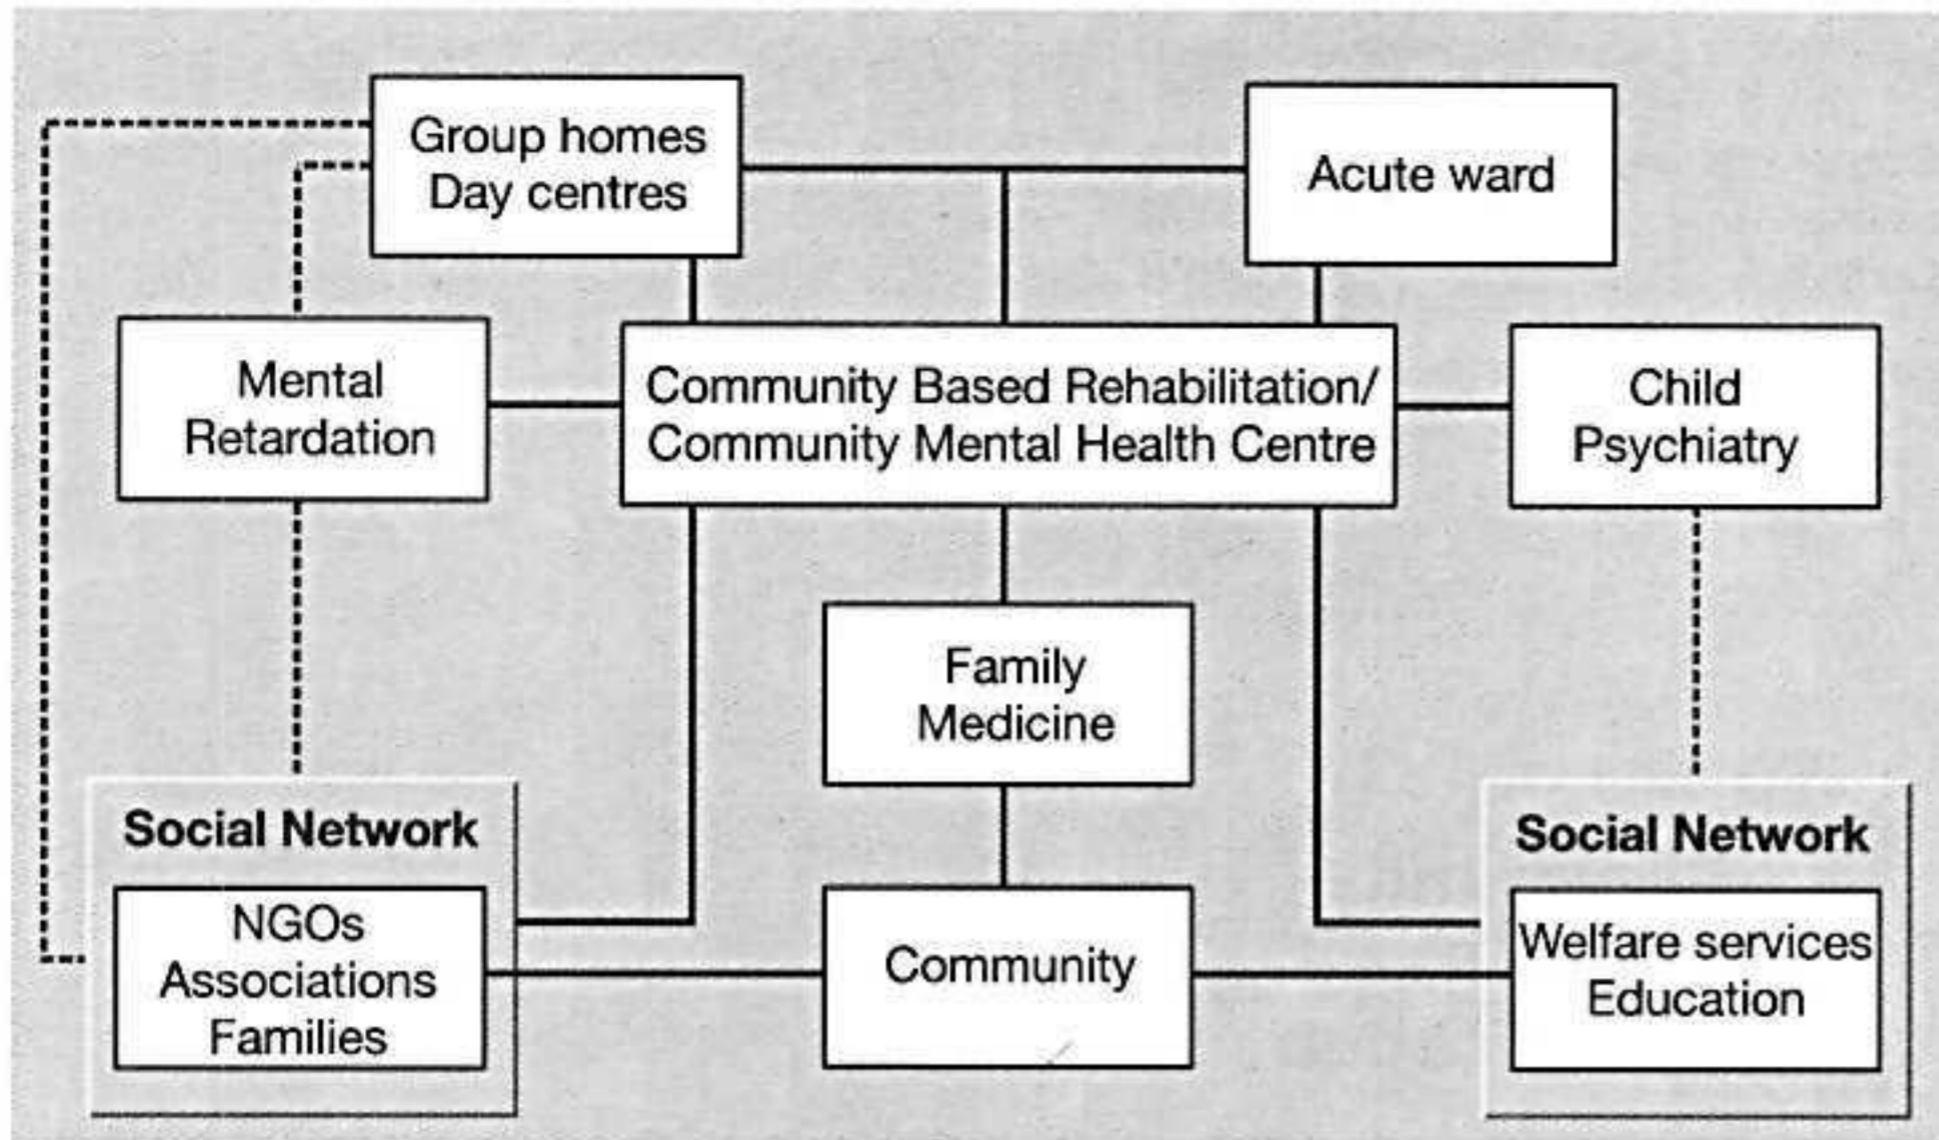 Group homes
Day centres
Acute ward
Mental
Retardation
Community Based Rehabilitation/
Community Mental Health Centre
Child
Psychiatry
Family
Medicine
Social Network
NGOs
Associations
Families
Community
Social Network
Welfare services
Education